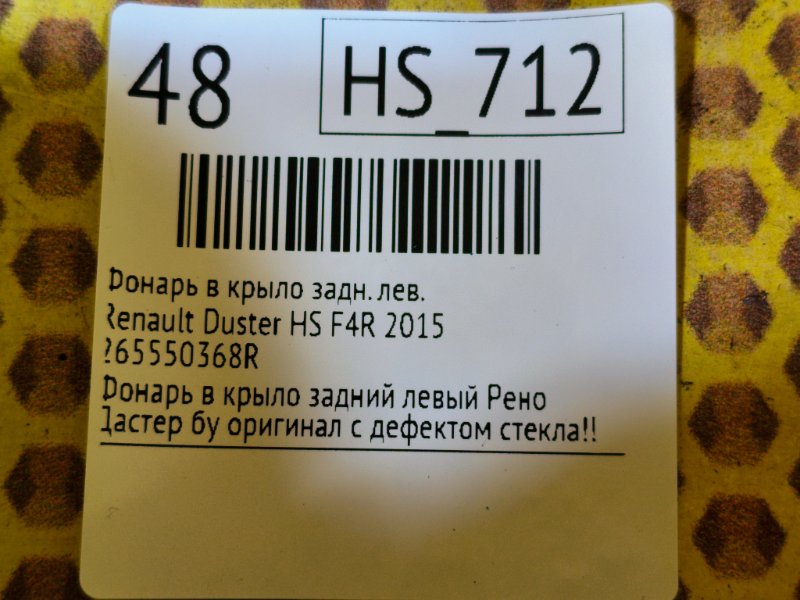 48
HS_712
Фонарь в крыло задн. лев.
Renault Duster HS F4R 2015
265550368R
Фонарь в крыло задний левый Рено
Дастер бу оригинал с дефектом стекла!!